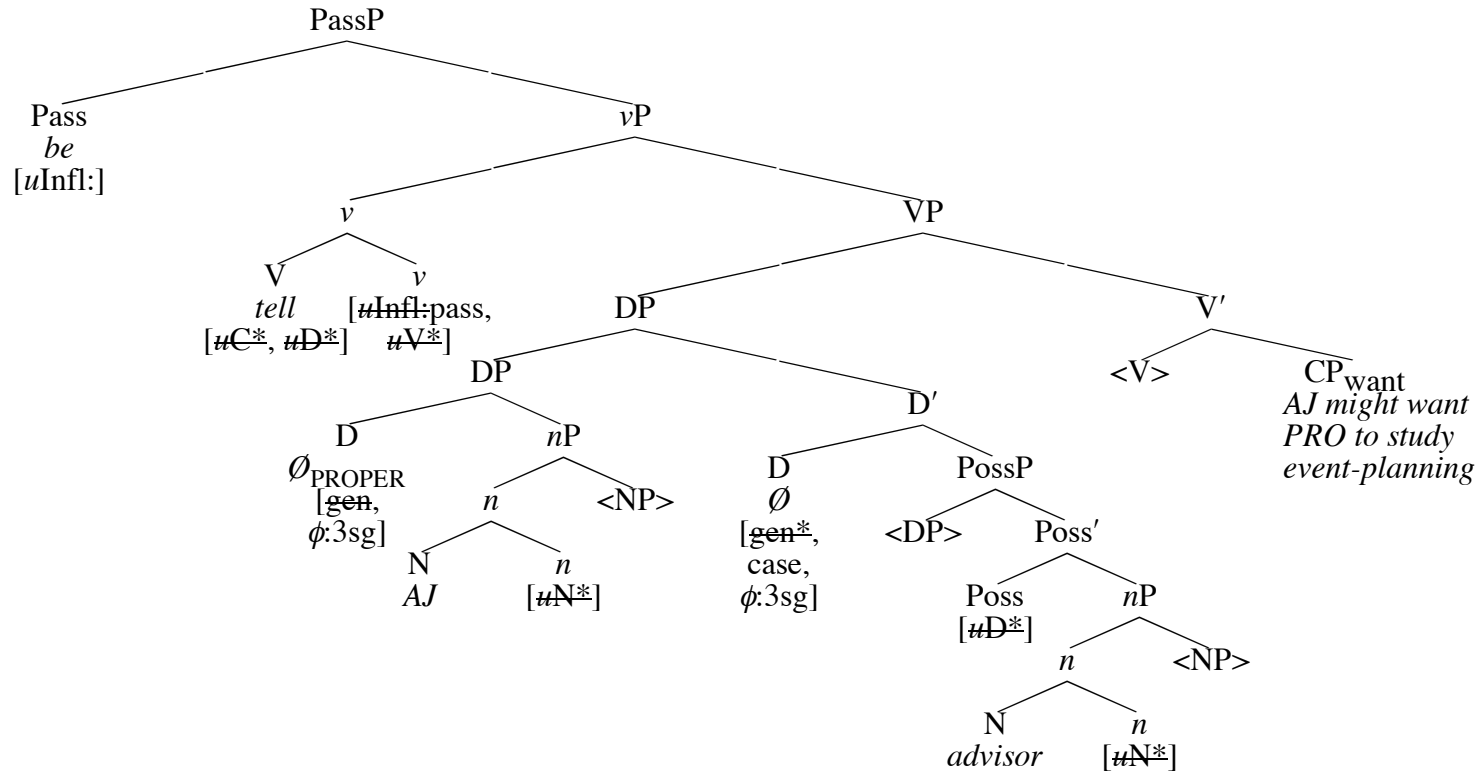 PassP
Pass vP
be
[uInfl:]
v VP
V v
tell [uInfl:pass,
[uC*, uD*] uV*]
DP V′
DP D′
<V> CPwant
AJ might want
PRO to study
event-planning
D nP
ØPROPER
[gen,
ϕ:3sg]
n <NP>
N n
AJ [uN*]
D PossP
Ø
[gen*,
case,
ϕ:3sg]
<DP> Poss′
Poss nP
[uD*]
n <NP>
N n
advisor [uN*]